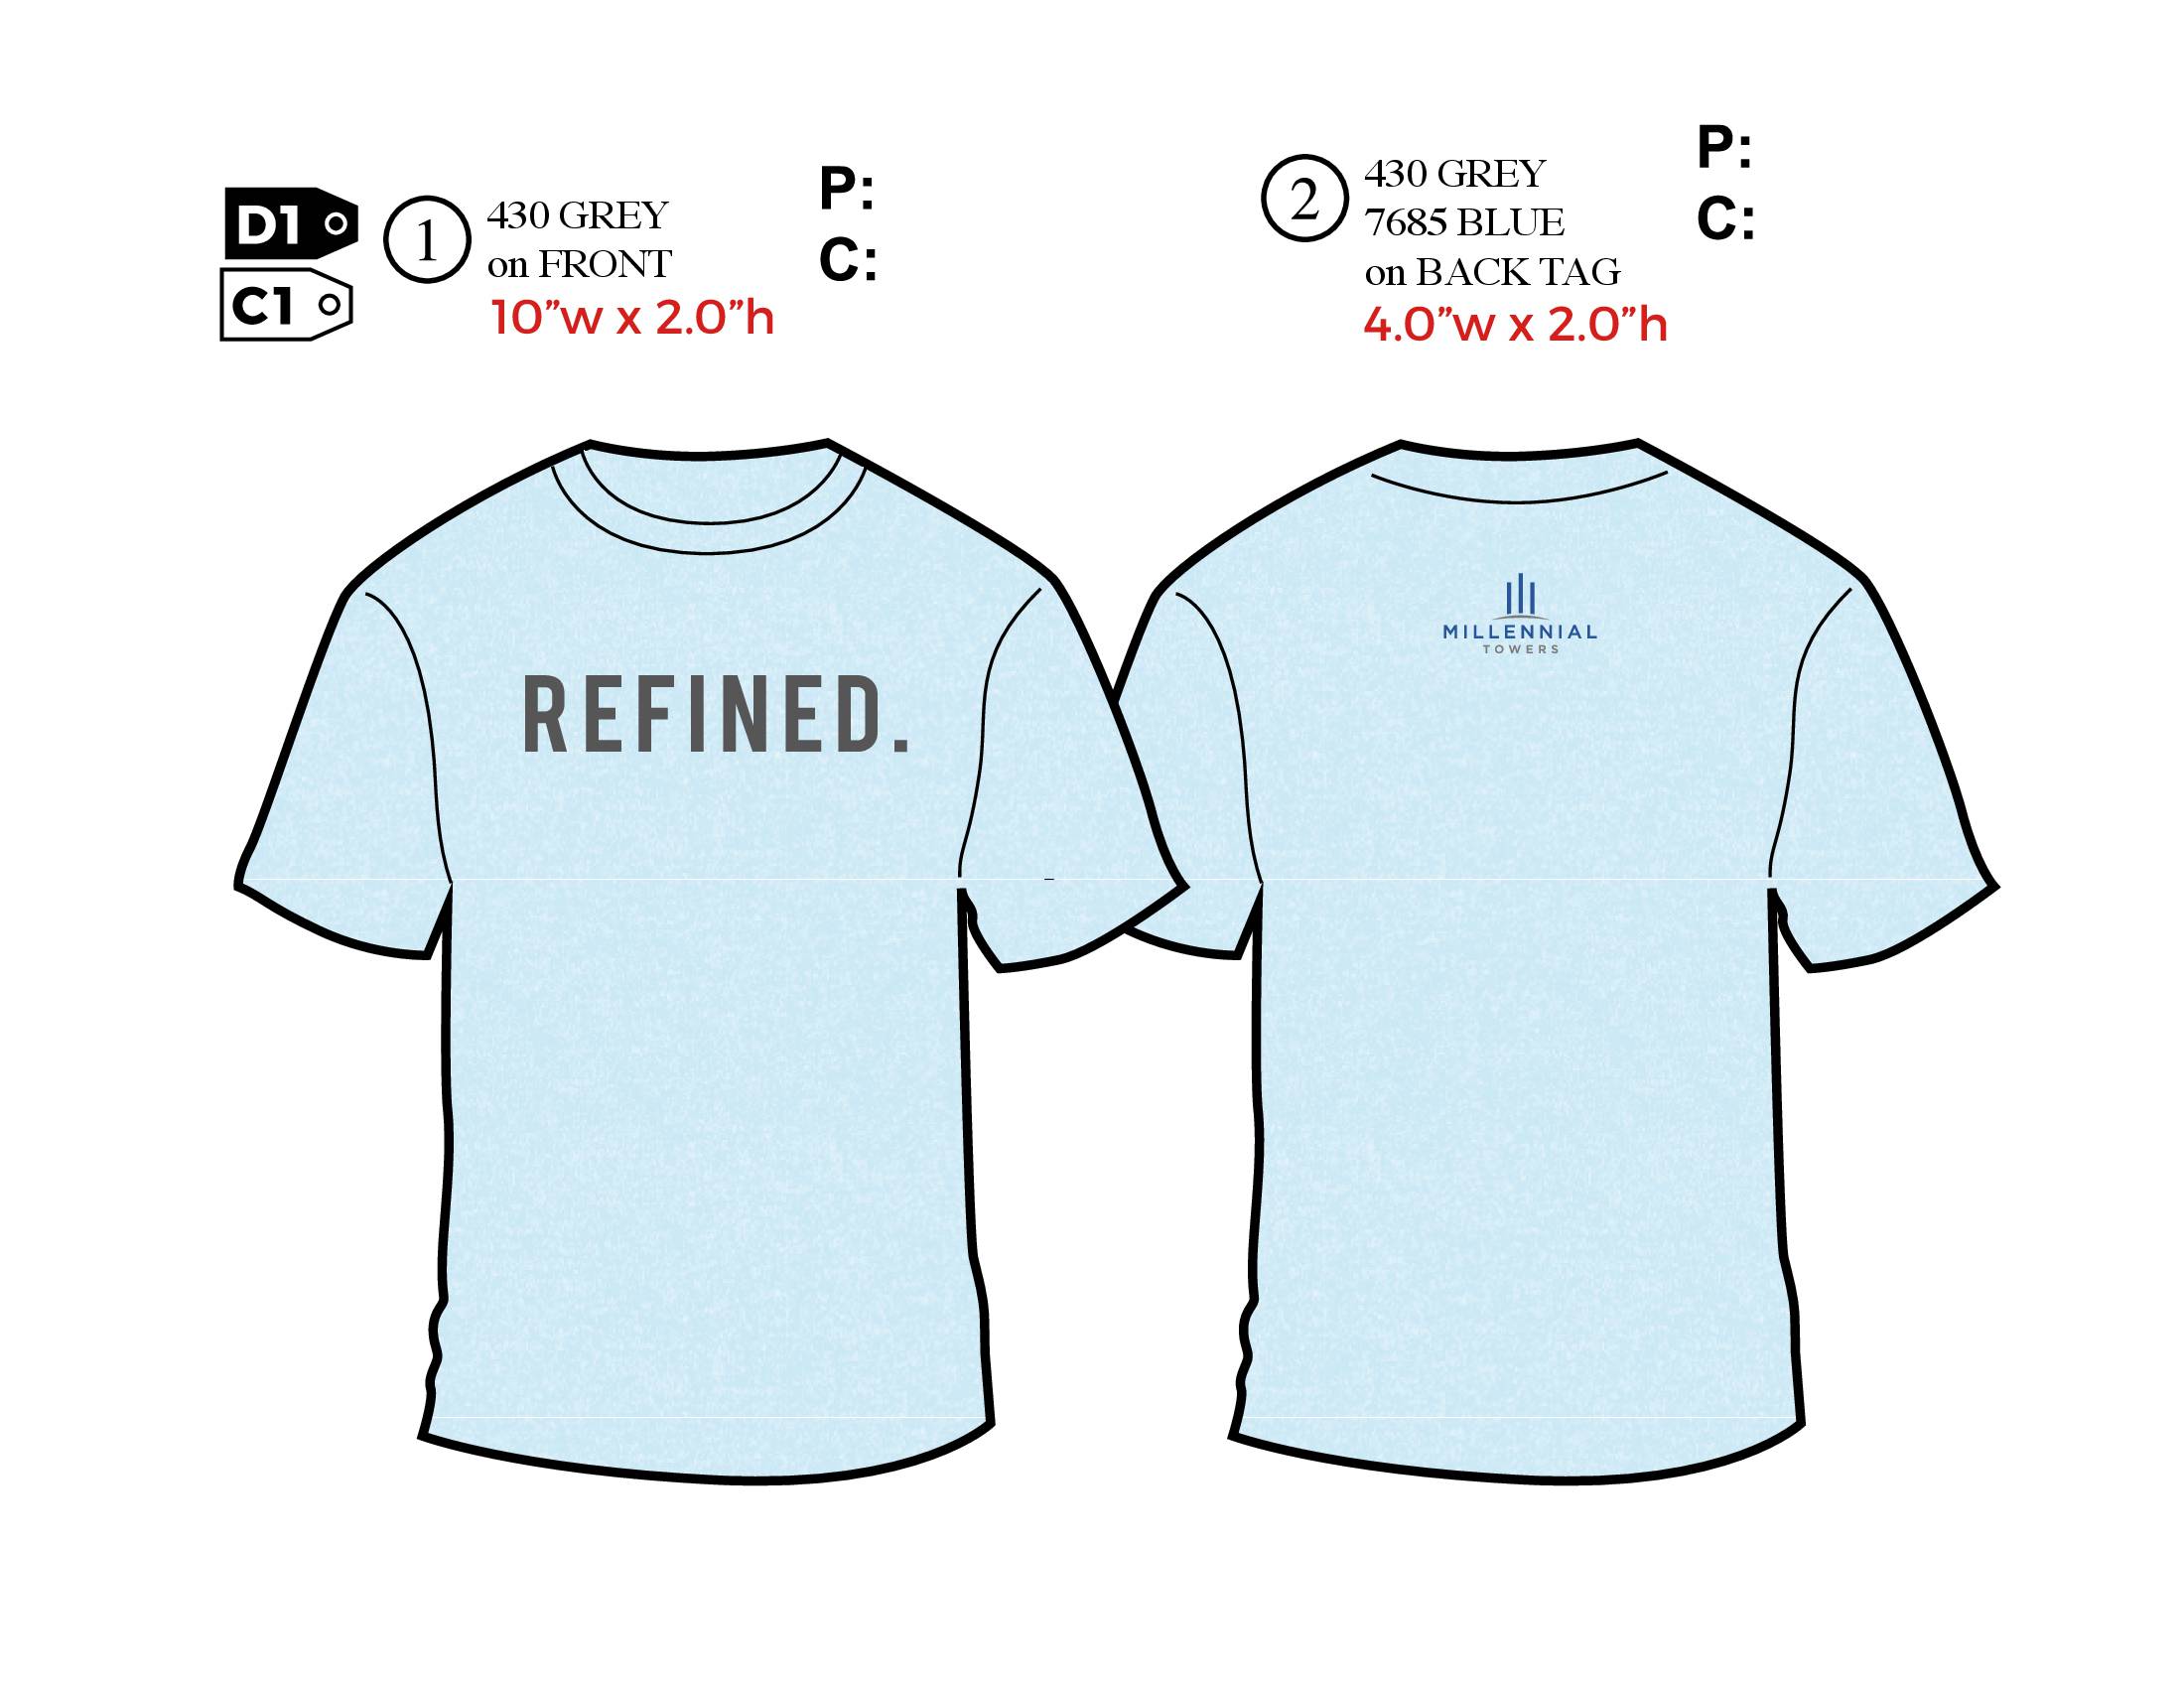 D1
C1
1
430 GREY
on FRONT
10”w x 2.0”h
P:
C:
2
430 GREY
7685 BLUE
on BACK TAG
4.0”w x 2.0”h
P:
C:
REFINED.
MILLENNIAL
TOWERS